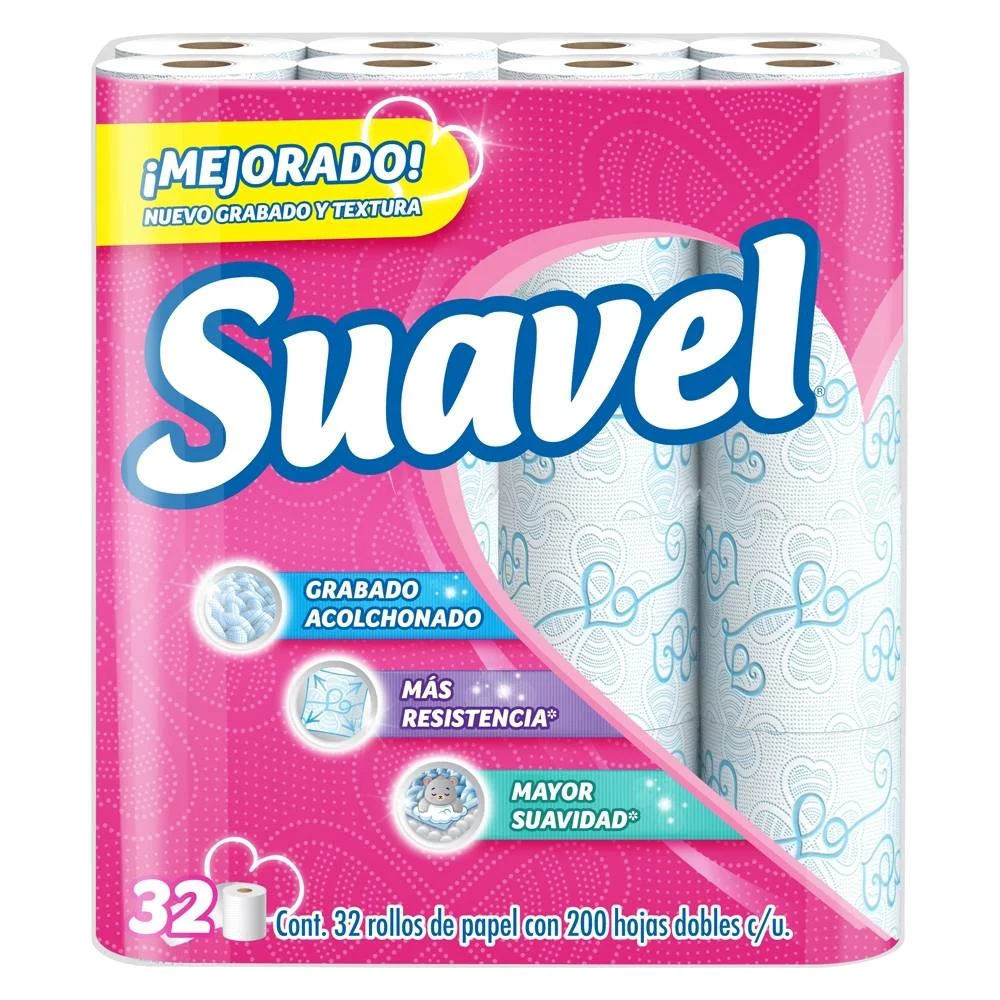 ¡MEJORADO!
NUEVO GRABADO Y TEXTURA
Suavel®
GRABADO
ACOLCHONADO
MÁS
RESISTENCIA*
MAYOR
SUAVIDAD*
32
Cont. 32 rollos de papel con 200 hojas dobles c/u.